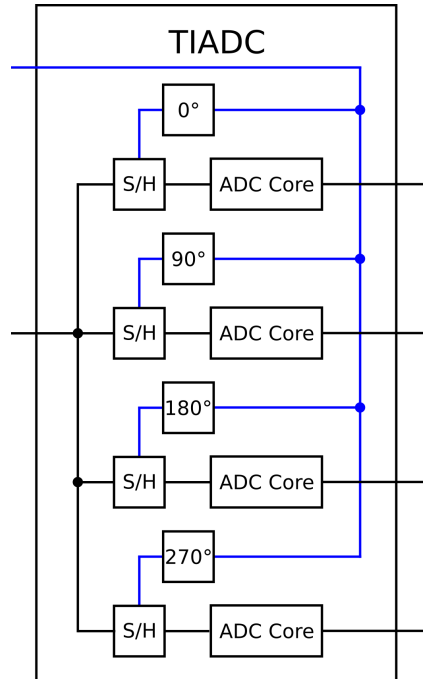 TIADC
0°
S/H
ADC Core
90°
S/H
ADC Core
180°
S/H
ADC Core
270°
S/H
ADC Core